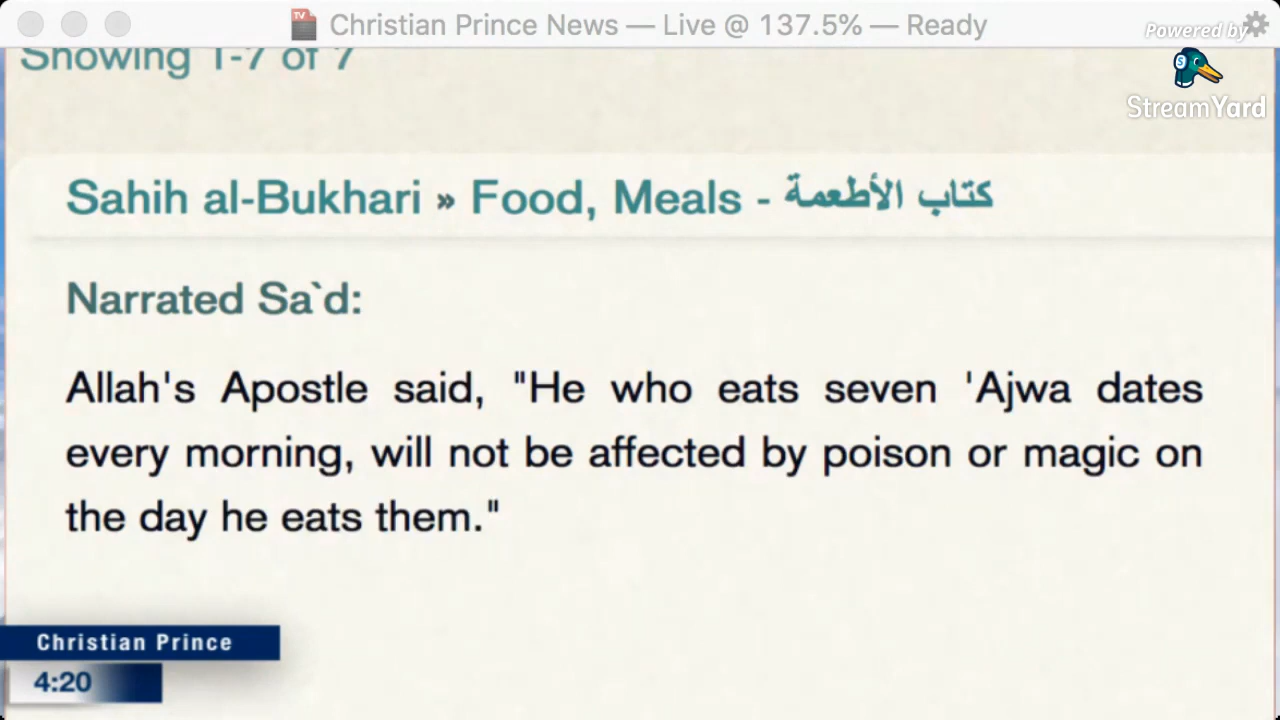 Christian Prince News — Live @ 137.5% — Ready
Powered by
StreamYard
Showing 1-7 of 7
Sahih al-Bukhari » Food, Meals - كتاب الأطعمة
Narrated Sa`d:
Allah's Apostle said, "He who eats seven 'Ajwa dates
every morning, will not be affected by poison or magic on
the day he eats them."
Christian Prince
4:20